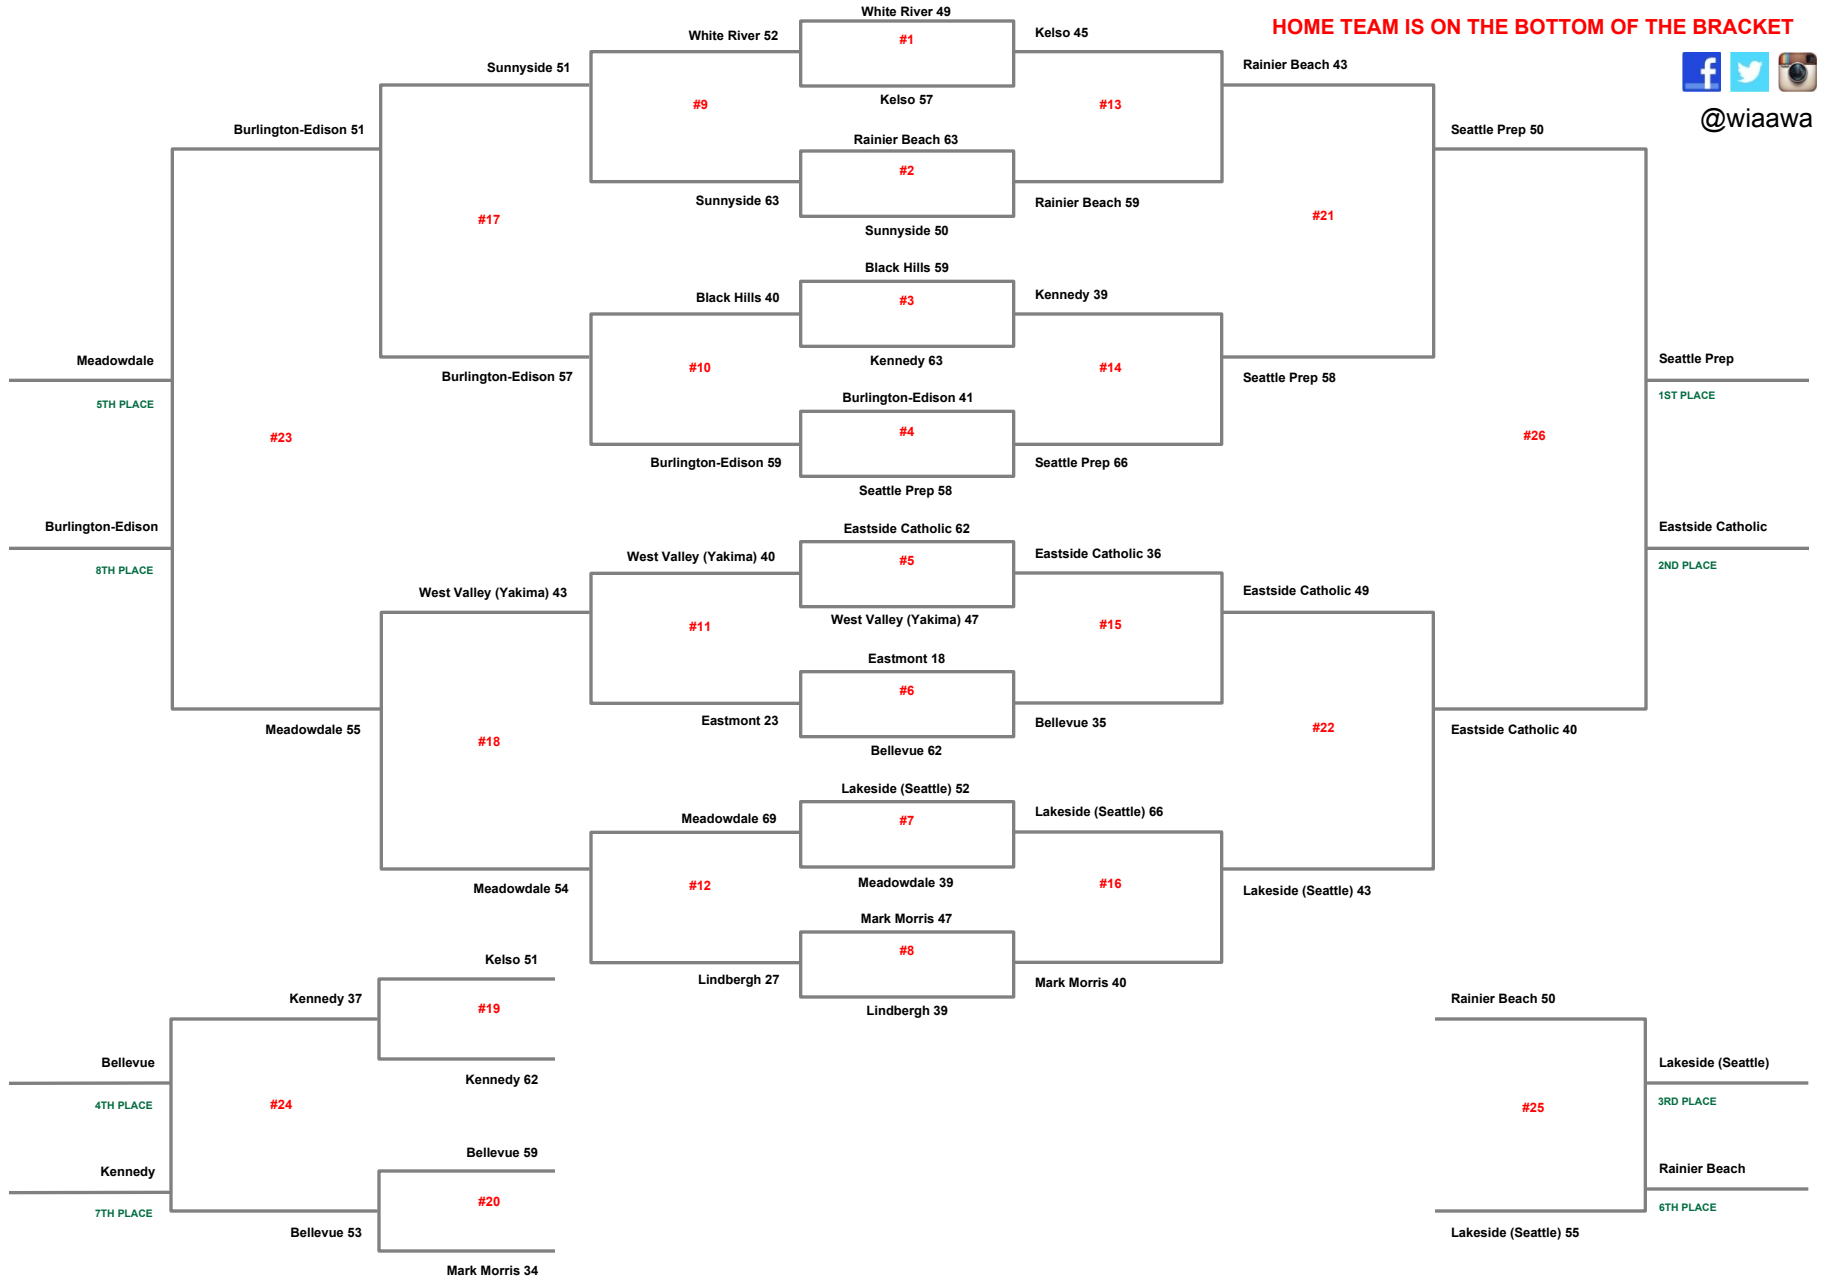 White River 49
HOME TEAM IS ON THE BOTTOM OF THE BRACKET
White River 52
#1
Kelso 45
Sunnyside 51
Rainier Beach 43
Kelso 57
#9
#13
@wiaawa
Burlington-Edison 51
Rainier Beach 63
Seattle Prep 50
#2
Sunnyside 63
Rainier Beach 59
#17
#21
Sunnyside 50
Black Hills 59
Black Hills 40
#3
Kennedy 39
Meadowdale
Kennedy 63
Seattle Prep
#10
#14
Burlington-Edison 57
Seattle Prep 58
5TH PLACE
1ST PLACE
Burlington-Edison 41
#23
#4
#26
Burlington-Edison 59
Seattle Prep 66
Seattle Prep 58
Burlington-Edison
Eastside Catholic 62
Eastside Catholic
West Valley (Yakima) 40
#5
Eastside Catholic 36
8TH PLACE
2ND PLACE
West Valley (Yakima) 43
Eastside Catholic 49
West Valley (Yakima) 47
#11
#15
Eastmont 18
#6
Eastmont 23
Bellevue 35
Meadowdale 55
#18
#22
Eastside Catholic 40
Bellevue 62
Lakeside (Seattle) 52
Meadowdale 69
#7
Lakeside (Seattle) 66
Meadowdale 54
#12
Meadowdale 39
#16
Lakeside (Seattle) 43
Mark Morris 47
#8
Kelso 51
Lindbergh 27
Mark Morris 40
Kennedy 37
#19
Lindbergh 39
Rainier Beach 50
Bellevue
Kennedy 62
Lakeside (Seattle)
4TH PLACE
#24
#25
3RD PLACE
Bellevue 59
Kennedy
Rainier Beach
#20
7TH PLACE
6TH PLACE
Bellevue 53
Lakeside (Seattle) 55
Mark Morris 34